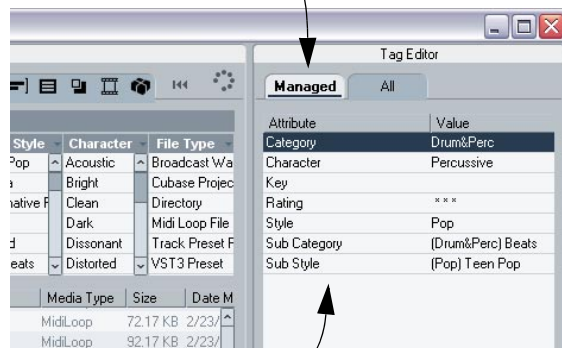 Tag Editor
Managed All
Attribute Value
Category Drum&Perc
Character Percussive
Key
Rating ***
Style Pop
Sub Category (Drum&Perc) Beats
Sub Style (Pop) Teen Pop
Style Character File Type
Pop Acoustic Broadcast Wa
Bright Cubase Projec
native F Clean Directory
Dark Midi Loop File
Dissonant Track Preset F
eats Distorted VST3 Preset
Media Type Size Date M
MidiLoop 72.17 KB 2/23/
MidiLoop 92.17 KB 2/23/